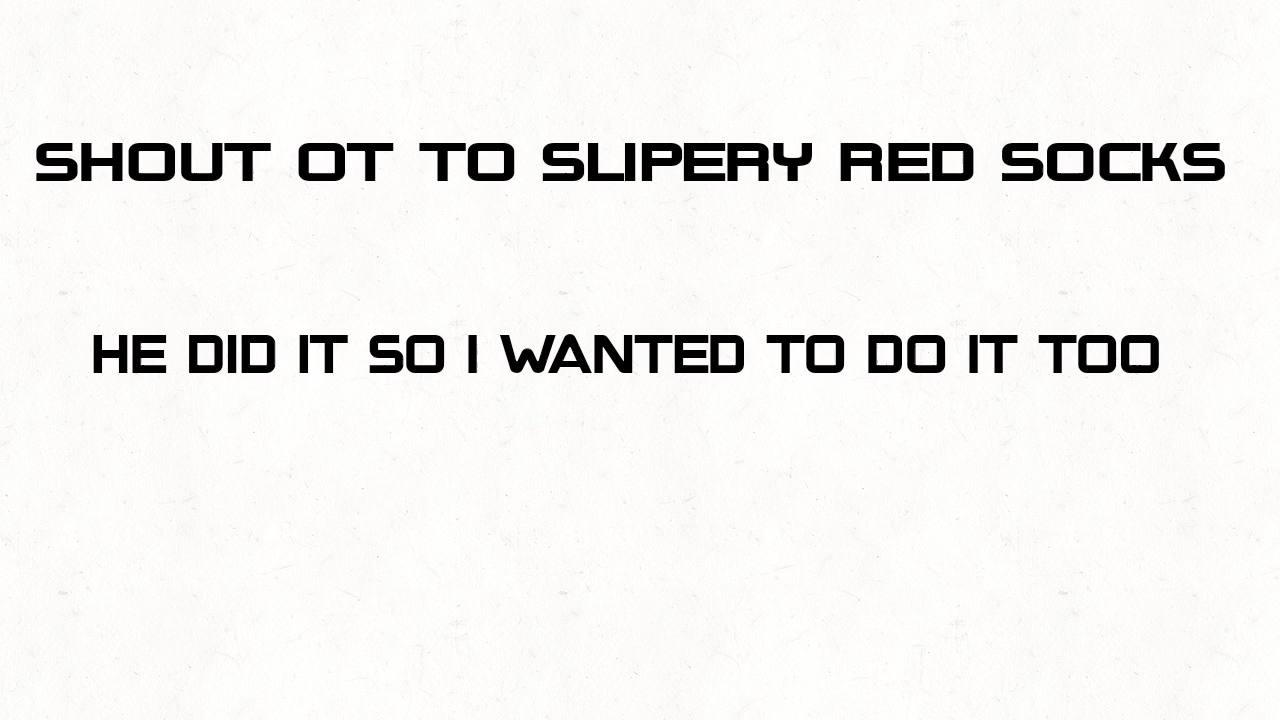 SHOUT OT TO SLIPERY RED SOCKS
HE DID IT SO I WANTED TO DO IT TOO